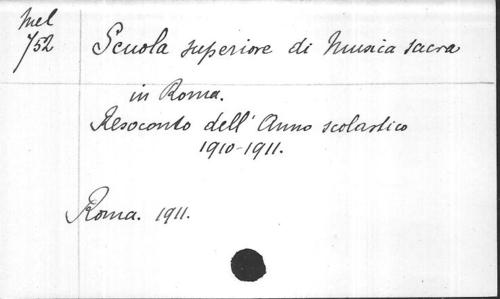 Mel
752
Scuola superiore di Musica sacra
in Roma.
Resoconto dell' Anno scolastico
1910-1911.
Roma. 1911.